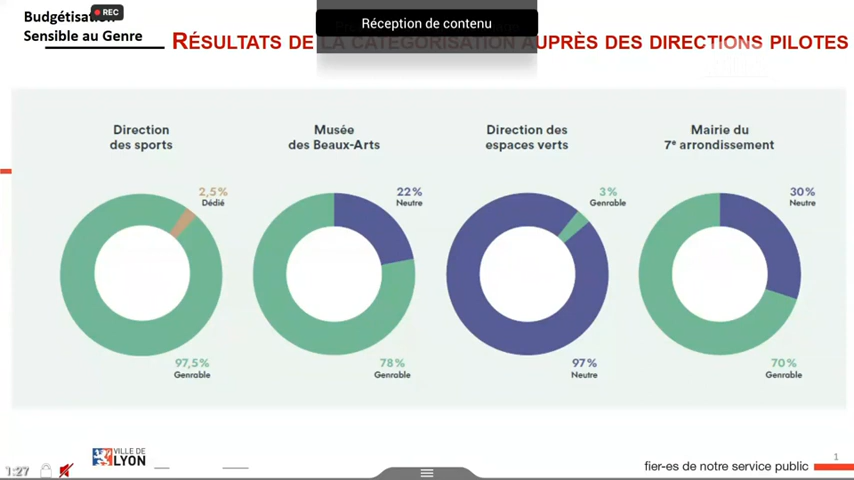 Budgétisation
REC
Sensible au Genre
Réception de contenu
RÉSULTATS DE LA CATÉGORISATION AUPRÈS DES DIRECTIONS PILOTES
Direction
des sports
Musée
des Beaux-Arts
Direction des
espaces verts
Mairie du
7e arrondissement
2,5%
Dédié
22%
Neutre
3%
Genrable
30%
Neutre
97,5%
Genrable
78%
Genrable
97%
Neutre
70%
Genrable
VILLE DE
LYON
1:27
1
fier-es de notre service public